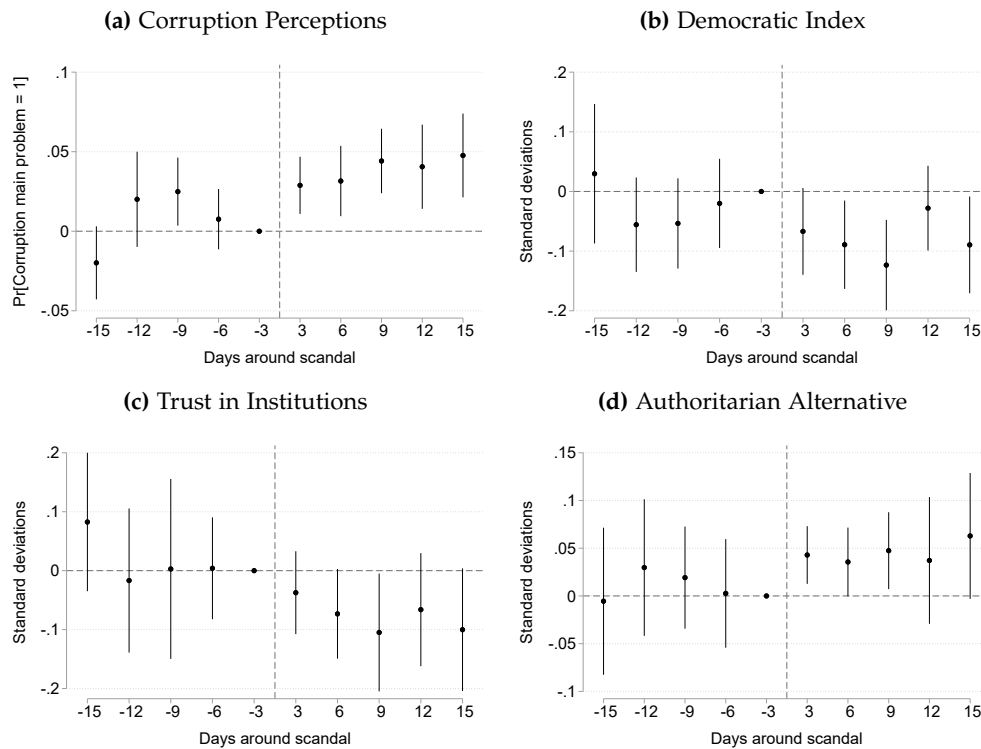 (a) Corruption Perceptions
Pr[Corruption main problem = 1]
.1
.05
0
-.05
-15 -12 -9 -6 -3 3 6 9 12 15
Days around scandal
(b) Democratic Index
Standard deviations
.2
.1
0
-.1
-.2
-15 -12 -9 -6 -3 3 6 9 12 15
Days around scandal
(c) Trust in Institutions
Standard deviations
.2
.1
0
-.1
-.2
-15 -12 -9 -6 -3 3 6 9 12 15
Days around scandal
(d) Authoritarian Alternative
Standard deviations
.15
.1
.05
0
-.05
-.1
-15 -12 -9 -6 -3 3 6 9 12 15
Days around scandal